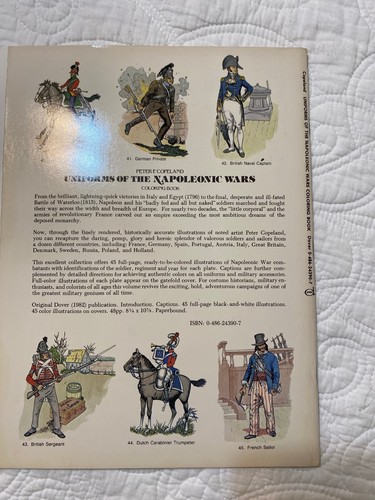 41. German Private
42. British Naval Captain
PETER F. COPELAND
UNIFORMS OF THE NAPOLEONIC WARS
COLORING BOOK
From the brilliant, lightning-quick victories in Italy and Egypt (1796) to the final, desperate and ill-fated
Battle of Waterloo (1815), Napoleon and his "badly fed and all but naked" soldiers marched and fought
their way across the width and breadth of Europe. For nearly two decades, the "little corporal" and the
armies of revolutionary France carved out an empire exceeding the most ambitious dreams of the
deposed monarchy.
Now, through the finely rendered, historically accurate illustrations of noted artist Peter Copeland,
you can recapture the daring, pomp, glory and heroic splendor of valorous soldiers and sailors from
a dozen different countries, including: France, Germany, Spain, Portugal, Austria, Italy, Great Britain,
Denmark, Sweden, Russia, Poland, and Holland.
This excellent collection offers 45 full-page, ready-to-be-colored illustrations of Napoleonic War com-
batants with identifications of the soldier, regiment and year for each plate. Captions are further com-
plemented by detailed directions for achieving authentic colors on all uniforms and military accessories.
Full-color illustrations of each plate appear on the gatefold cover. For costume historians, military en-
thusiasts, and colorists of all ages this volume revives the exciting, bold, adventurous campaigns of one of
the greatest military geniuses of all time.
Original Dover (1982) publication. Introduction. Captions. 45 full-page black-and-white illustrations.
45 color illustrations on covers. 48pp. 8¼ x 10⅞. Paperbound.
ISBN: 0-486-24390-7
43. British Sergeant
44. Dutch Carabinier Trumpeter
45. French Sailor
Copeland UNIFORMS OF THE NAPOLEONIC WARS COLORING BOOK Dover 0-486-24390-7